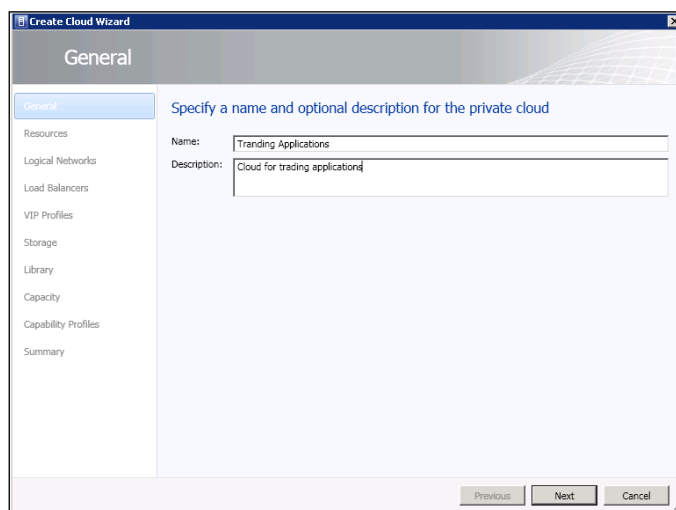 Create Cloud Wizard
General
General
Resources
Logical Networks
Load Balancers
VIP Profiles
Storage
Library
Capacity
Capability Profiles
Summary
Specify a name and optional description for the private cloud
Name: Tranding Applications
Description: Cloud for trading applications
Previous Next Cancel